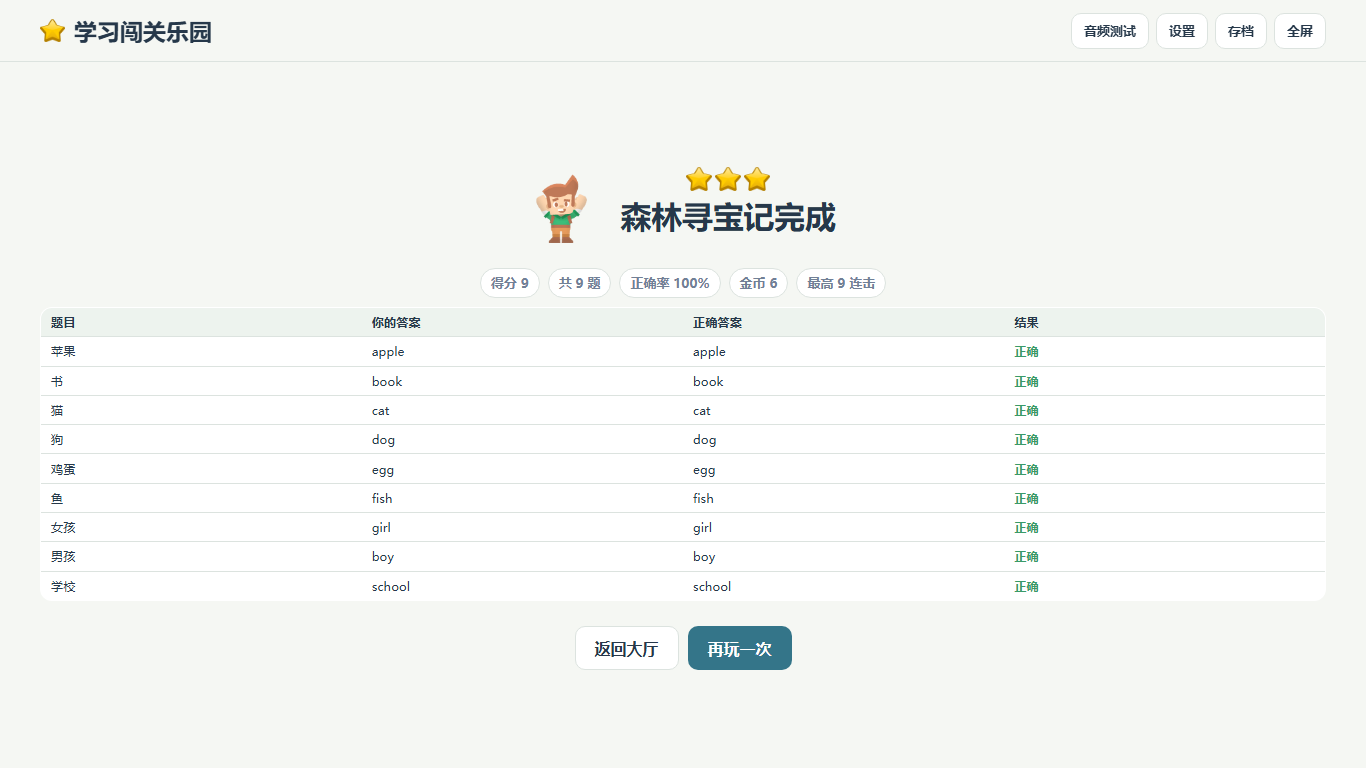 学习闯关乐园
音频测试 设置 存档 全屏
森林寻宝记完成
得分 9 共 9 题 正确率 100% 金币 6 最高 9 连击
题目 你的答案 正确答案 结果
苹果 apple apple 正确
书 book book 正确
猫 cat cat 正确
狗 dog dog 正确
鸡蛋 egg egg 正确
鱼 fish fish 正确
女孩 girl girl 正确
男孩 boy boy 正确
学校 school school 正确
返回大厅 再玩一次